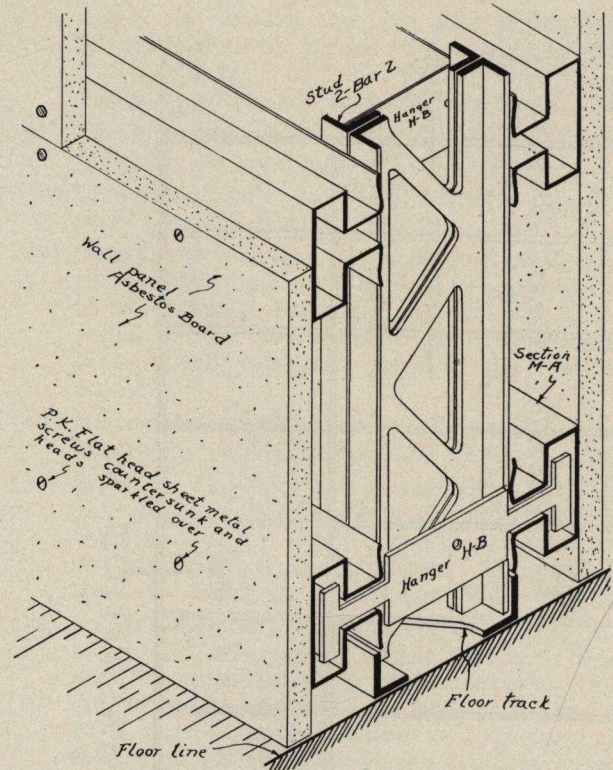 Stud
2-Bar Z
Hanger
H-B
Wall panel
Asbestos Board
Section
M-A
P.K. Flat head sheet metal
screws countersunk and
heads sparkled over
Hanger H-B
Floor track
Floor line